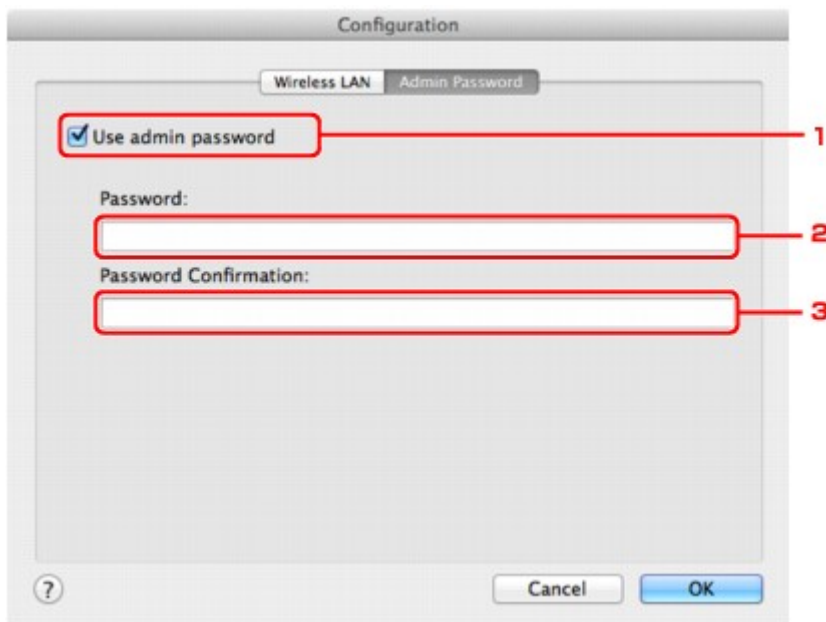 Configuration
Wireless LAN Admin Password
Use admin password 1
Password:
2
Password Confirmation:
3
? Cancel OK